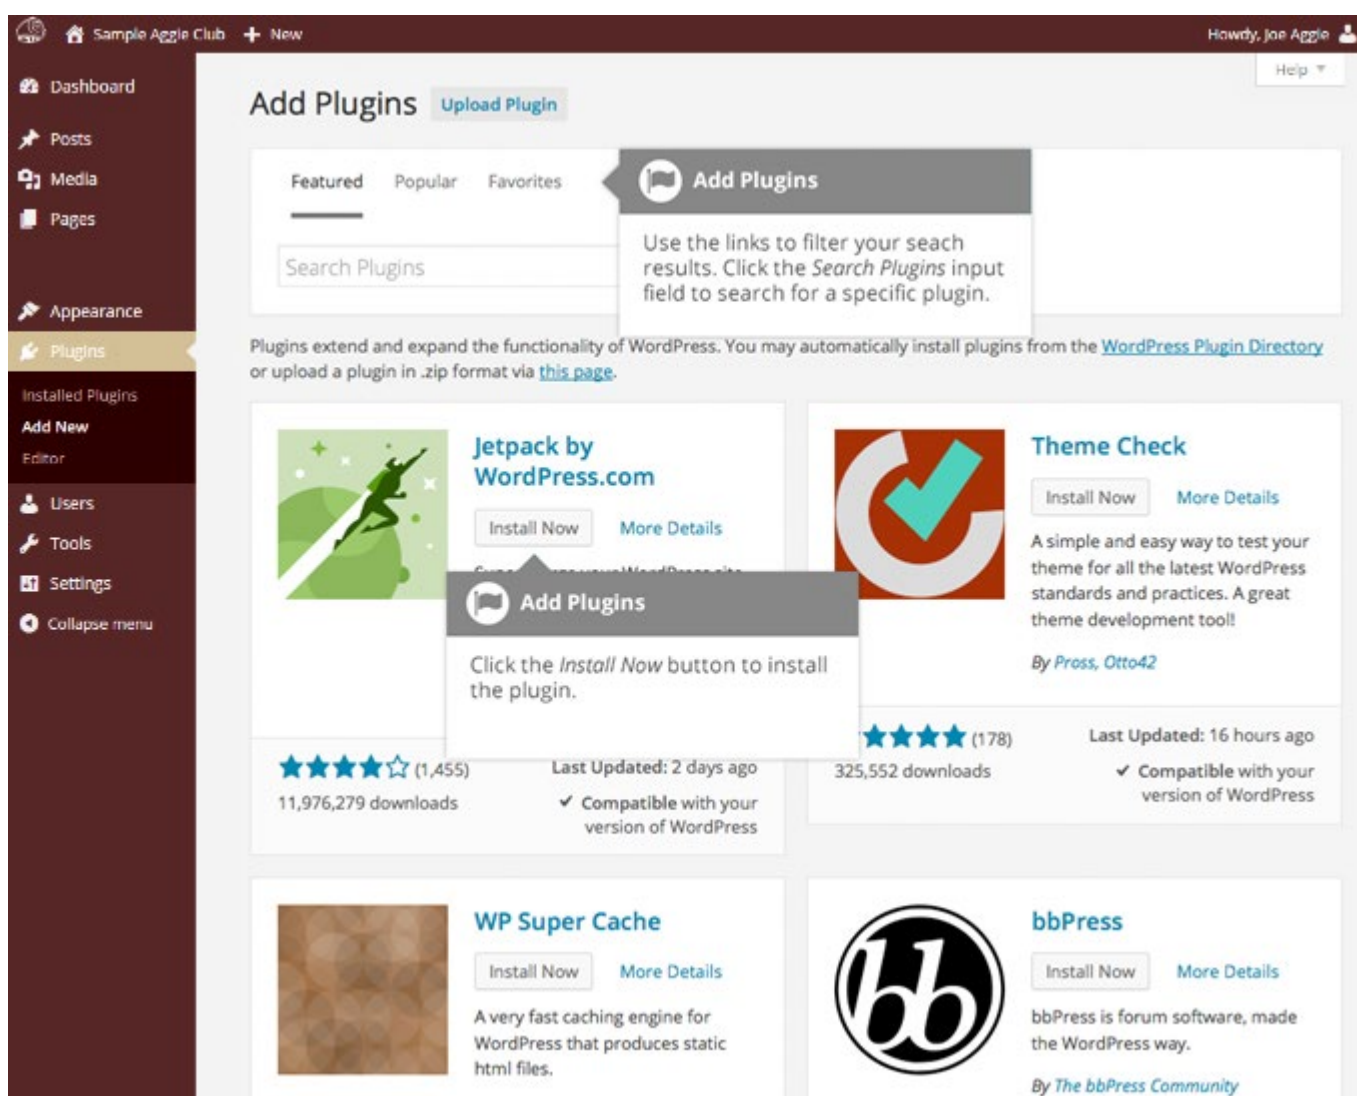 Sample Aggie Club
New
Howdy, Joe Aggie
Help
Dashboard
Posts
Media
Pages
Appearance
Plugins
Installed Plugins
Add New
Editor
Users
Tools
Settings
Collapse menu
Add Plugins
Upload Plugin
Featured
Popular
Favorites
Search Plugins
Add Plugins
Use the links to filter your seach
results. Click the Search Plugins input
field to search for a specific plugin.
Plugins extend and expand the functionality of WordPress. You may automatically install plugins from the WordPress Plugin Directory
or upload a plugin in .zip format via this page.
Jetpack by
WordPress.com
Install Now
More Details
your WordPress site
Add Plugins
Click the Install Now button to install
the plugin.
(1,455)
11,976,279 downloads
Last Updated: 2 days ago
✔ Compatible with your
version of WordPress
Theme Check
Install Now
More Details
A simple and easy way to test your
theme for all the latest WordPress
standards and practices. A great
theme development tool!
By Pross, Otto42
(178)
325,552 downloads
Last Updated: 16 hours ago
✔ Compatible with your
version of WordPress
WP Super Cache
Install Now
More Details
A very fast caching engine for
WordPress that produces static
html files.
bb
bbPress
Install Now
More Details
bbPress is forum software, made
the WordPress way.
By The bbPress Community